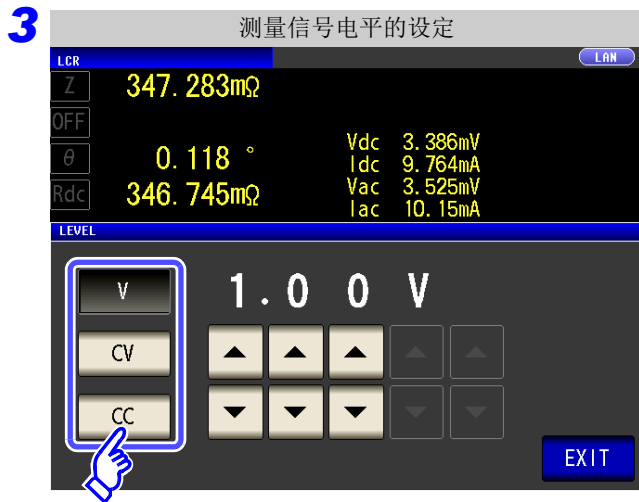 3
测量信号电平的设定
LCR
LAN
Z 347.283mΩ
OFF
Vdc 3.386mV
θ 0.118 °
Idc 9.764mA
Rdc 346.745mΩ
Vac 3.525mV
Iac 10.15mA
LEVEL
V
1.00 V
CV
CC
EXIT